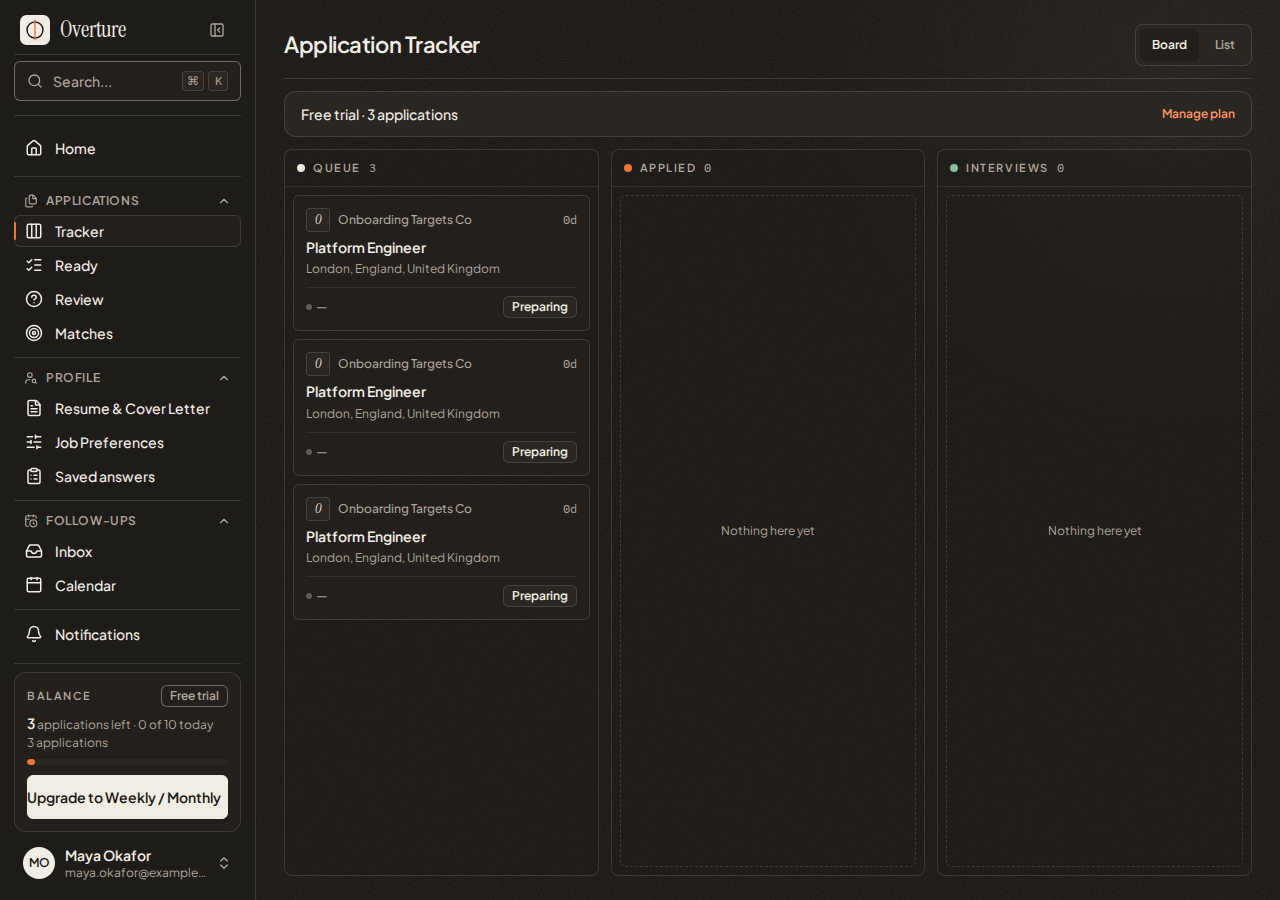 Overture
Search...
⌘ K
Home
APPLICATIONS
Tracker
Ready
Review
Matches
PROFILE
Resume & Cover Letter
Job Preferences
Saved answers
FOLLOW-UPS
Inbox
Calendar
Notifications
BALANCE
Free trial
3 applications left · 0 of 10 today
3 applications
Upgrade to Weekly / Monthly
MO
Maya Okafor
maya.okafor@example...
Application Tracker
Board
List
Free trial · 3 applications
Manage plan
QUEUE 3
O Onboarding Targets Co 0d
Platform Engineer
London, England, United Kingdom
— Preparing
O Onboarding Targets Co 0d
Platform Engineer
London, England, United Kingdom
— Preparing
O Onboarding Targets Co 0d
Platform Engineer
London, England, United Kingdom
— Preparing
APPLIED 0
Nothing here yet
INTERVIEWS 0
Nothing here yet